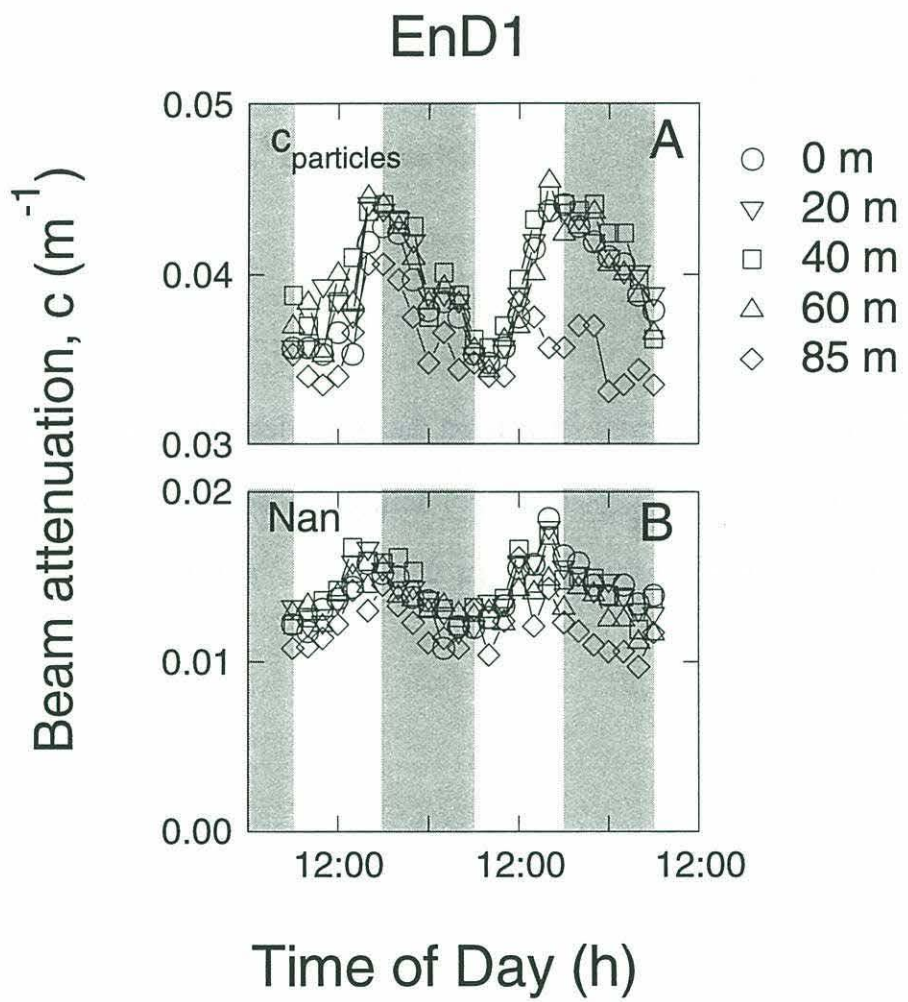 EnD1
Beam attenuation, c (m⁻¹)
0.05
0.04
0.03
c particles
A
0 m
20 m
40 m
60 m
85 m
0.02
0.01
0.00
Nan
B
12:00 12:00 12:00
Time of Day (h)